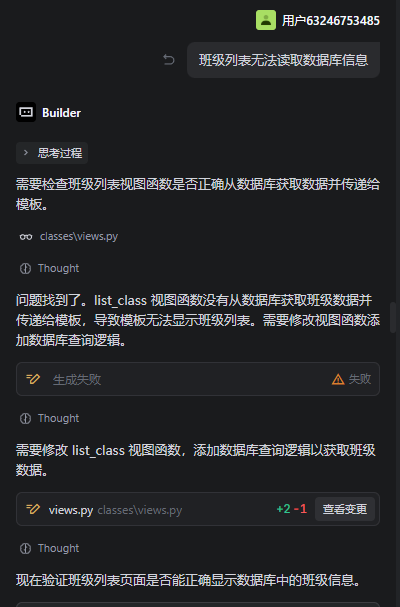 用户63246753485
班级列表无法读取数据库信息
Builder
思考过程
需要检查班级列表视图函数是否正确从数据库获取数据并传递给
模板。
classes\views.py
Thought
问题找到了。list_class 视图函数没有从数据库获取班级数据并
传递给模板，导致模板无法显示班级列表。需要修改视图函数添
加数据库查询逻辑。
生成失败 失败
Thought
需要修改 list_class 视图函数，添加数据库查询逻辑以获取班级
数据。
views.py classes\views.py +2 -1 查看变更
Thought
现在验证班级列表页面是否能正确显示数据库中的班级信息。